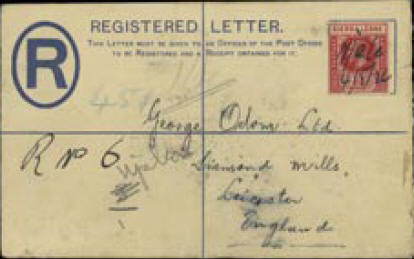 REGISTERED LETTER.
THIS LETTER MUST BE GIVEN TO AN OFFICER OF THE POST OFFICE
TO BE REGISTERED AND A RECEIPT OBTAINED FOR IT.
R
SIERRA LEONE
George Odom Ltd.
R No 6
Diamond Mills,
Leicester
England